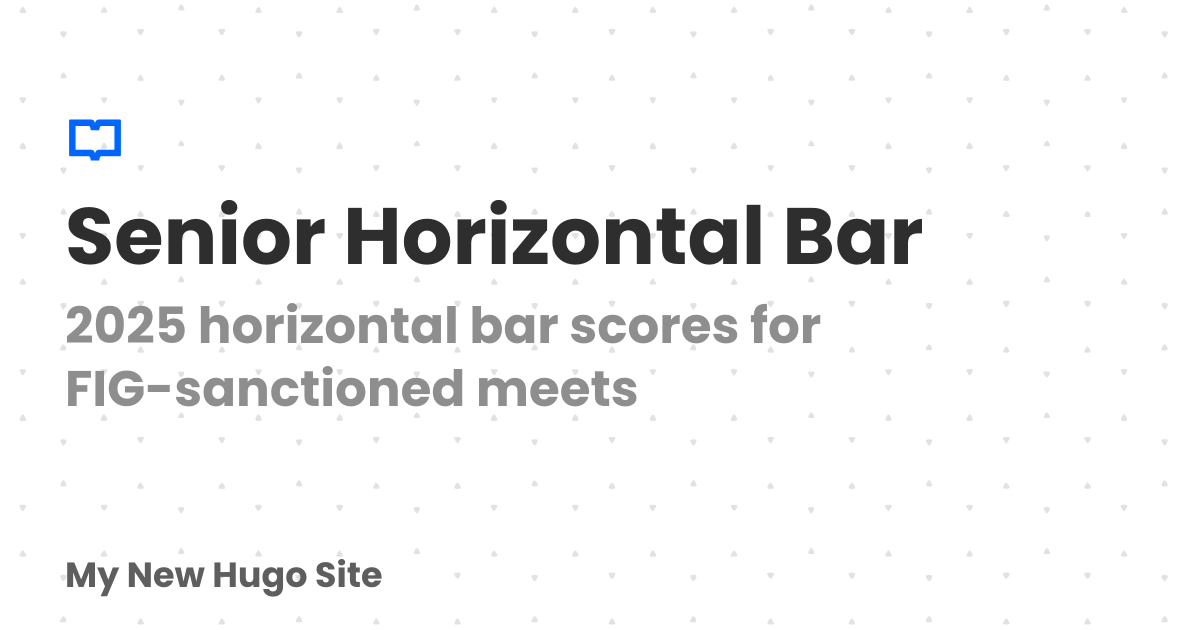 Senior Horizontal Bar
2025 horizontal bar scores for
FIG-sanctioned meets
My New Hugo Site